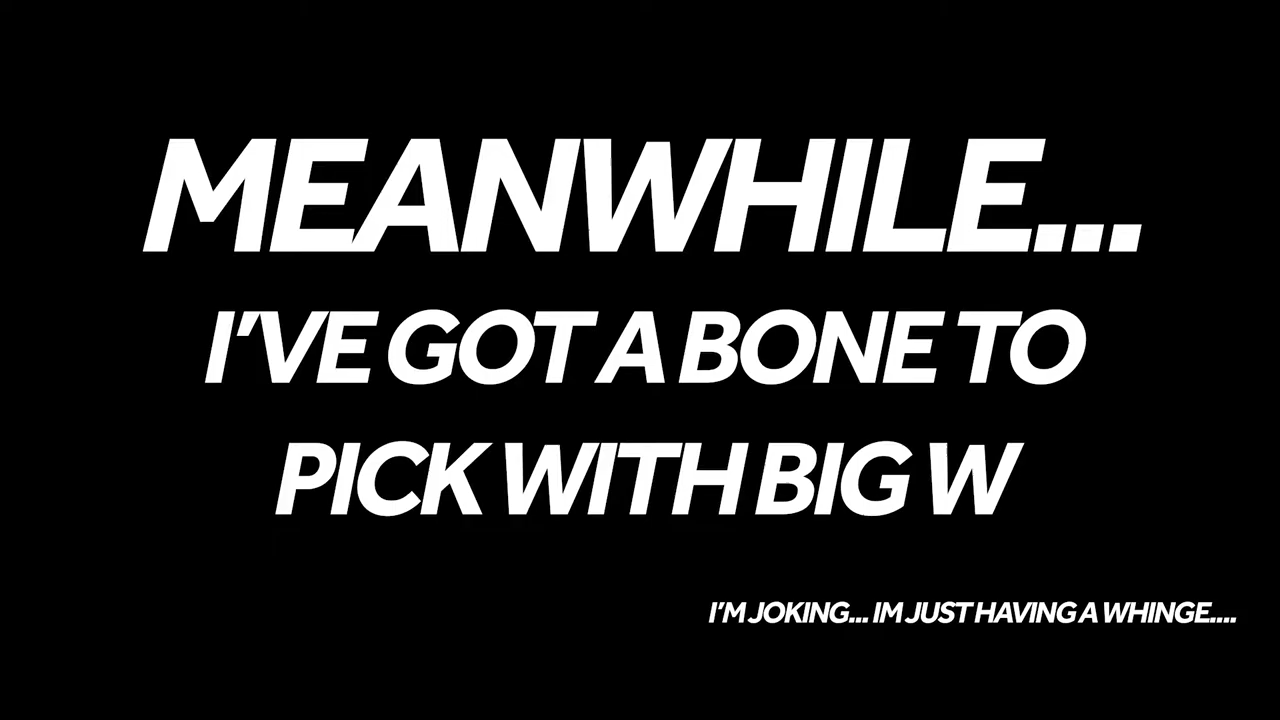 MEANWHILE...
I'VE GOT A BONE TO
PICK WITH BIG W
I'M JOKING... IM JUST HAVING A WHINGE....